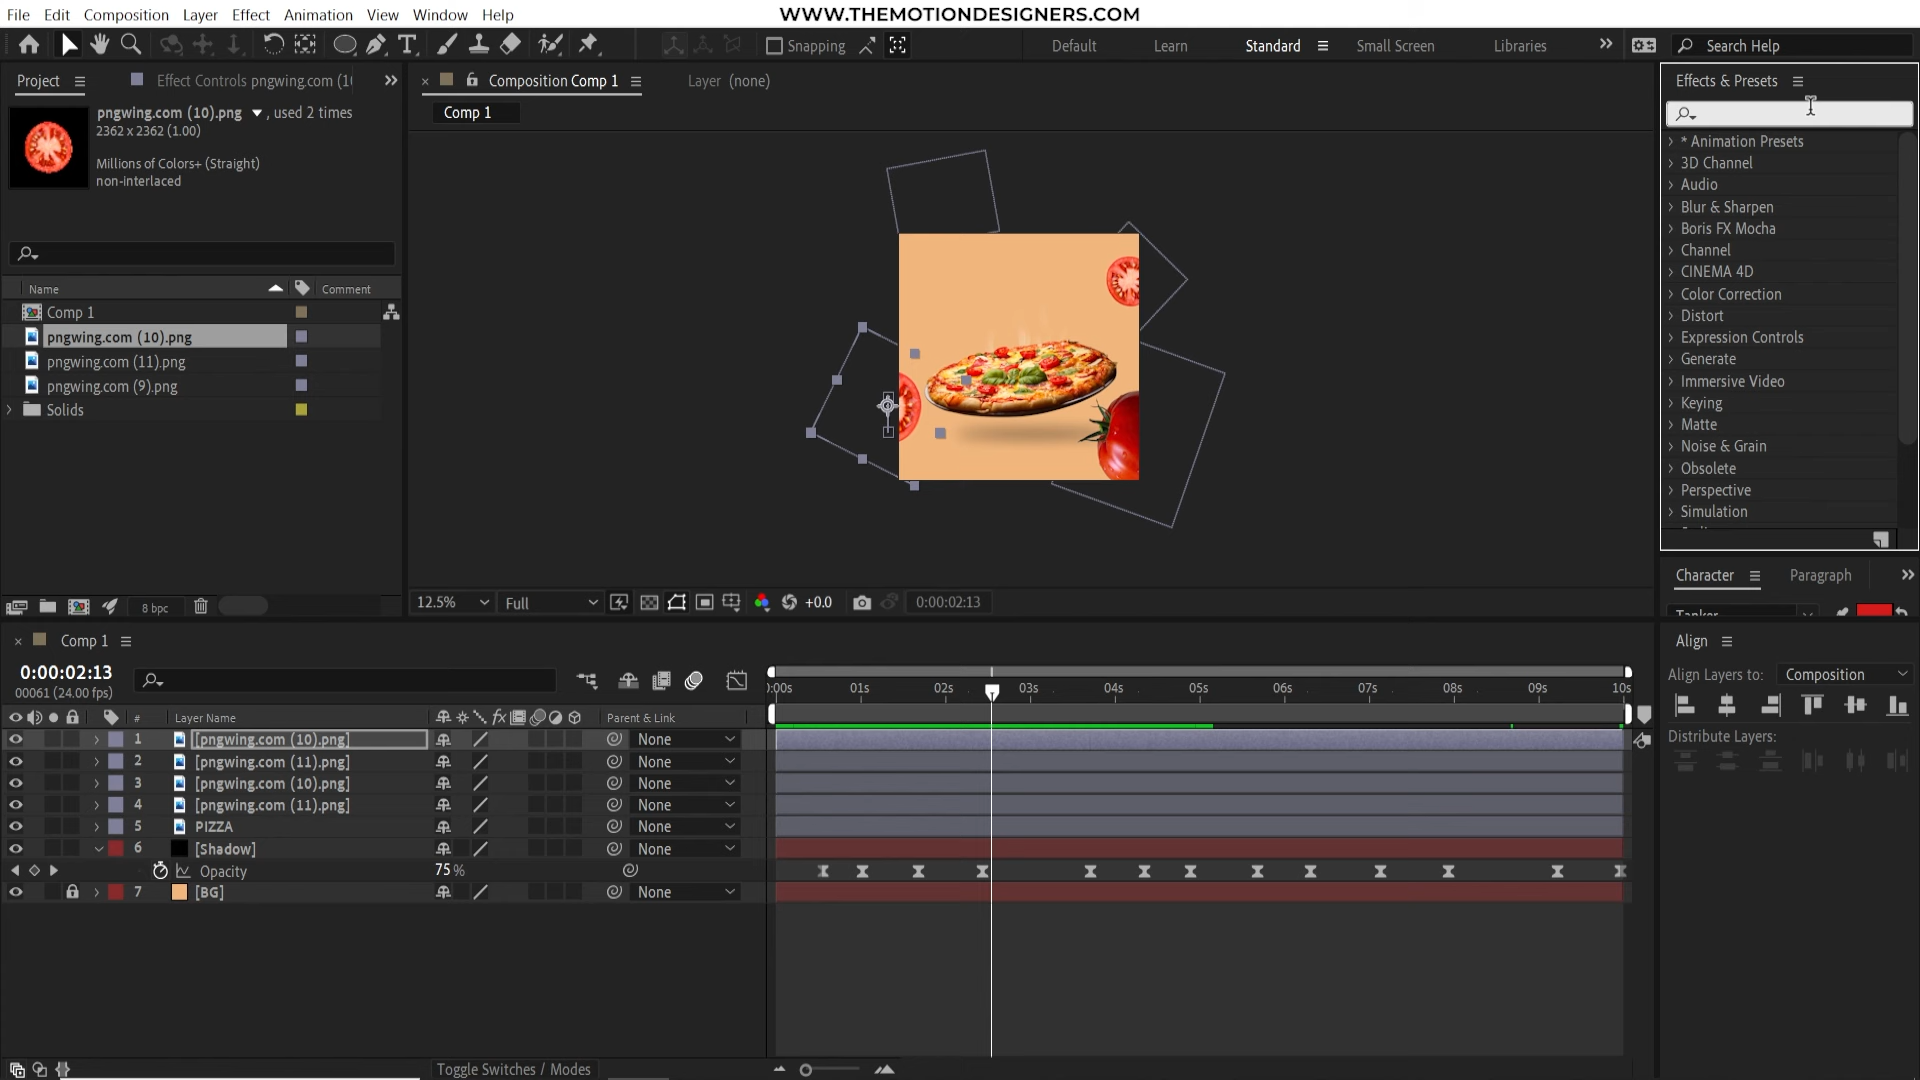 WWW.THEMOTIONDESIGNERS.COM
File Edit Composition Layer Effect Animation View Window Help
Snapping
Default Learn Standard Small Screen Libraries
Search Help
Project
Effect Controls pngwing.com (1
Composition Comp 1
Layer (none)
Comp 1
pngwing.com (10).png , used 2 times
2362 x 2362 (1.00)
Millions of Colors+ (Straight)
non-interlaced
Name Comment
Comp 1
pngwing.com (10).png
pngwing.com (11).png
pngwing.com (9).png
Solids
8 bpc
12.5%
Full
+0.0
0:00:02:13
Effects & Presets
* Animation Presets
3D Channel
Audio
Blur & Sharpen
Boris FX Mocha
Channel
CINEMA 4D
Color Correction
Distort
Expression Controls
Generate
Immersive Video
Keying
Matte
Noise & Grain
Obsolete
Perspective
Simulation
Character Paragraph
Tanker
Align
Align Layers to: Composition
Distribute Layers:
Comp 1
0:00:02:13
00061 (24.00 fps)
:00s 01s 02s 03s 04s 05s 06s 07s 08s 09s 10s
# Layer Name fx Parent & Link
1 [pngwing.com (10).png] None
2 [pngwing.com (11).png] None
3 [pngwing.com (10).png] None
4 [pngwing.com (11).png] None
5 PIZZA None
6 [Shadow] None
Opacity 75 %
7 [BG] None
Toggle Switches / Modes